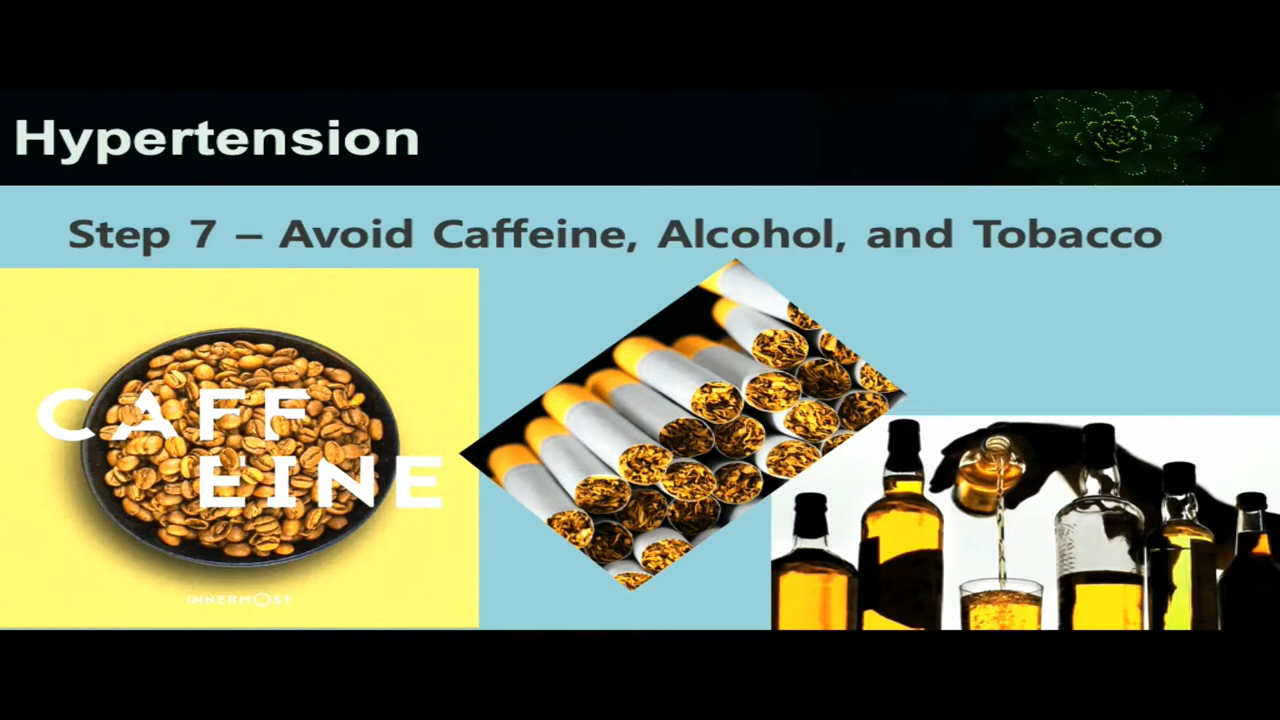 Hypertension
Step 7 – Avoid Caffeine, Alcohol, and Tobacco
CAFF
EINE
INNERMOST